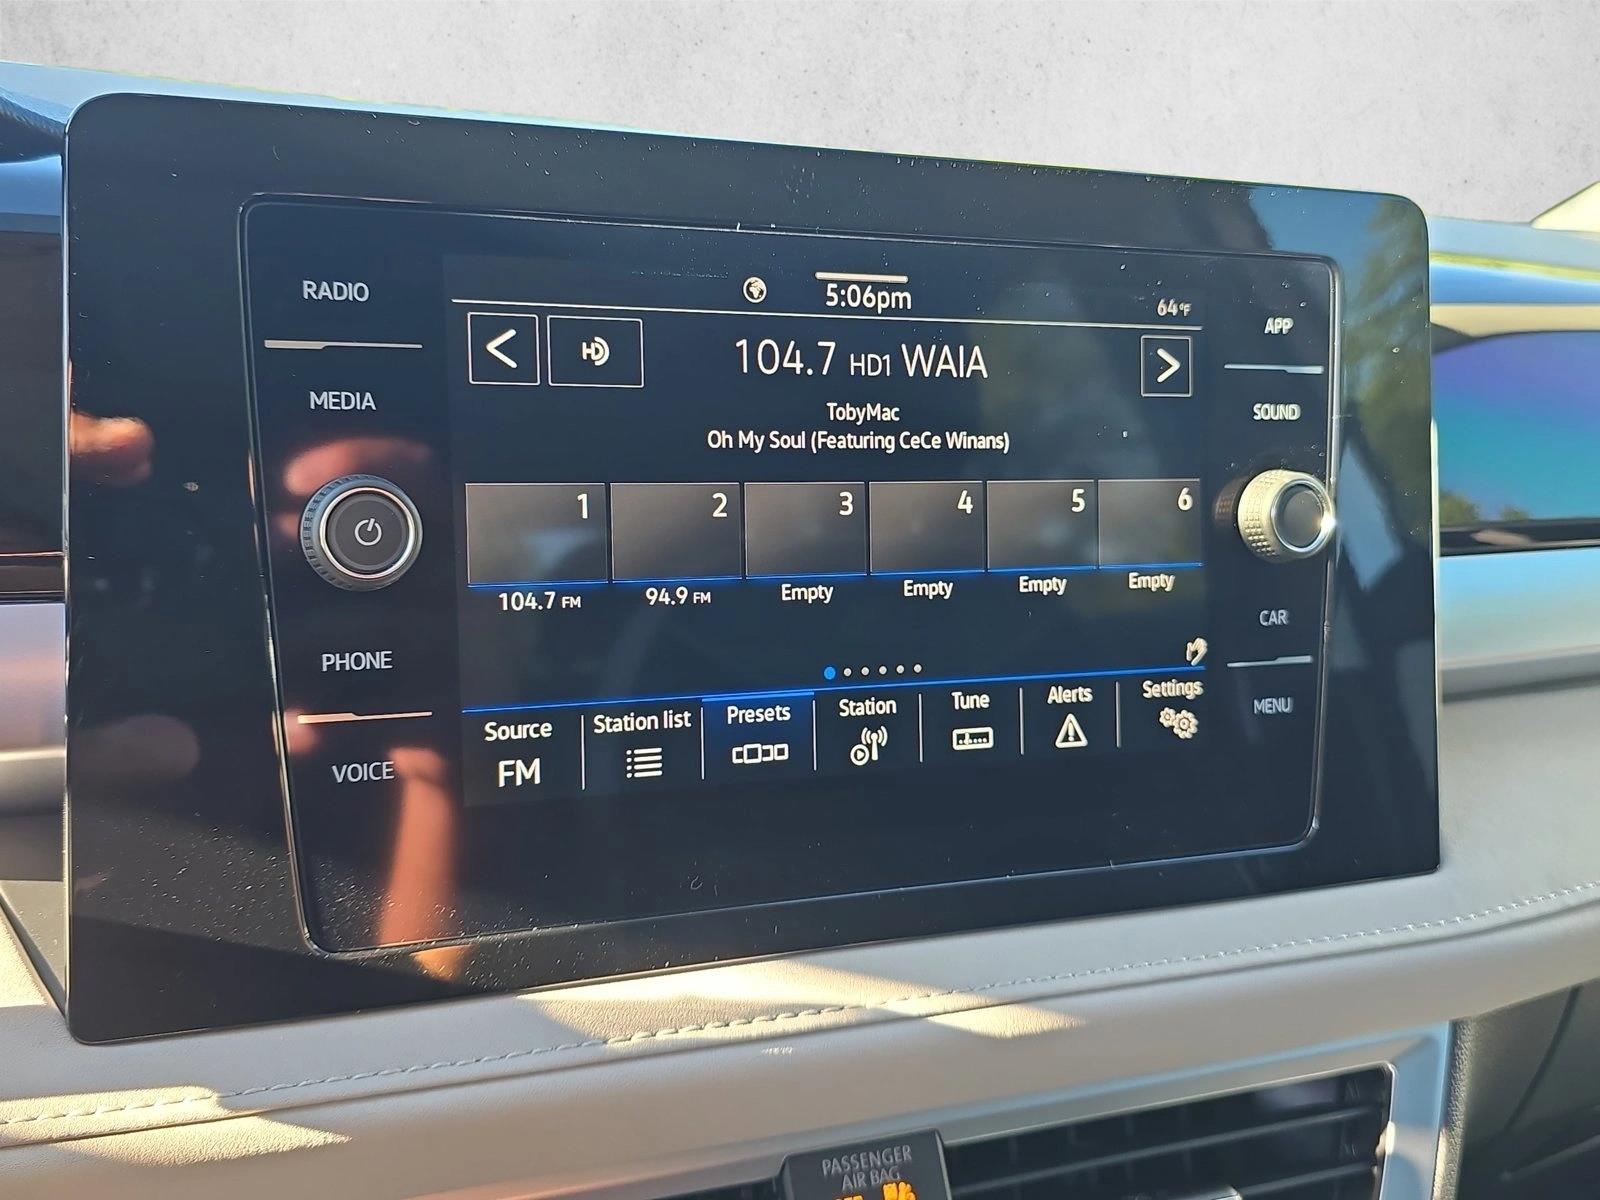 RADIO
MEDIA
PHONE
VOICE
5:06pm
64°F
HD
104.7 HD1 WAIA
TobyMac
Oh My Soul (Featuring CeCe Winans)
1 2 3 4 5 6
104.7 FM 94.9 FM Empty Empty Empty Empty
Source Station list Presets Station Tune Alerts Settings
FM
APP
SOUND
CAR
MENU
PASSENGER
AIR BAG